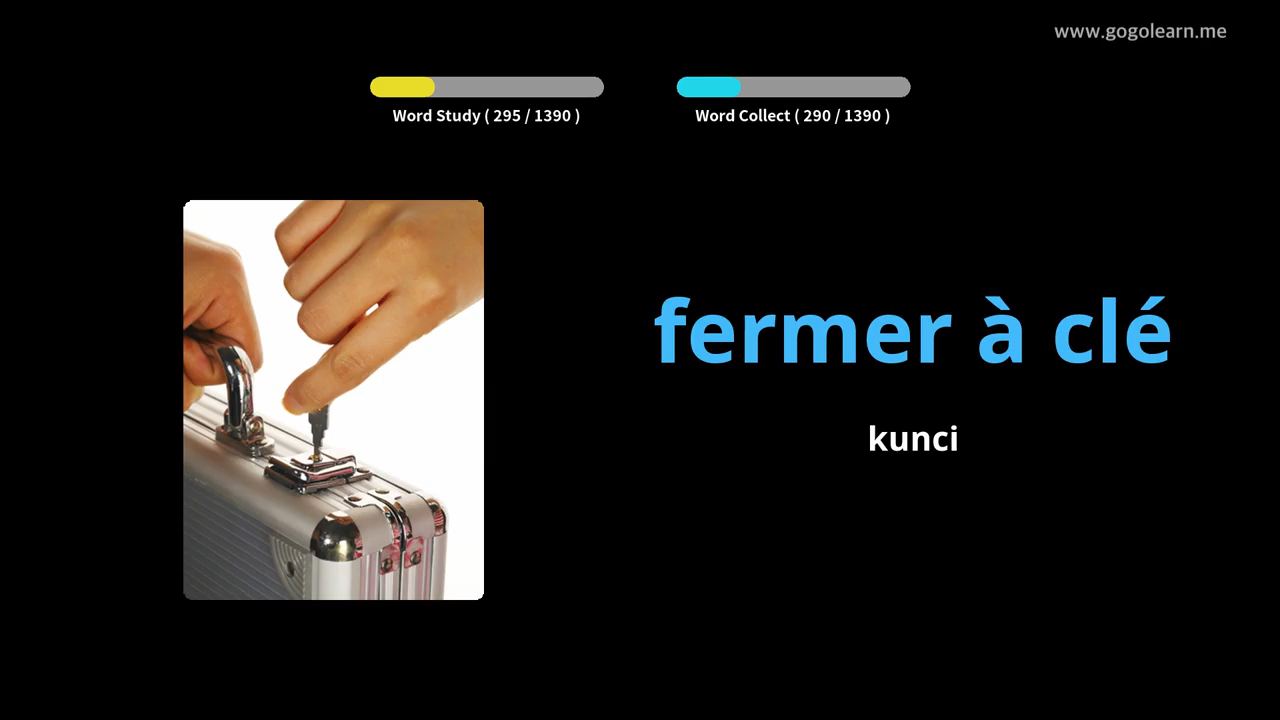 www.gogolearn.me
Word Study ( 295 / 1390 )
Word Collect ( 290 / 1390 )
fermer à clé
kunci